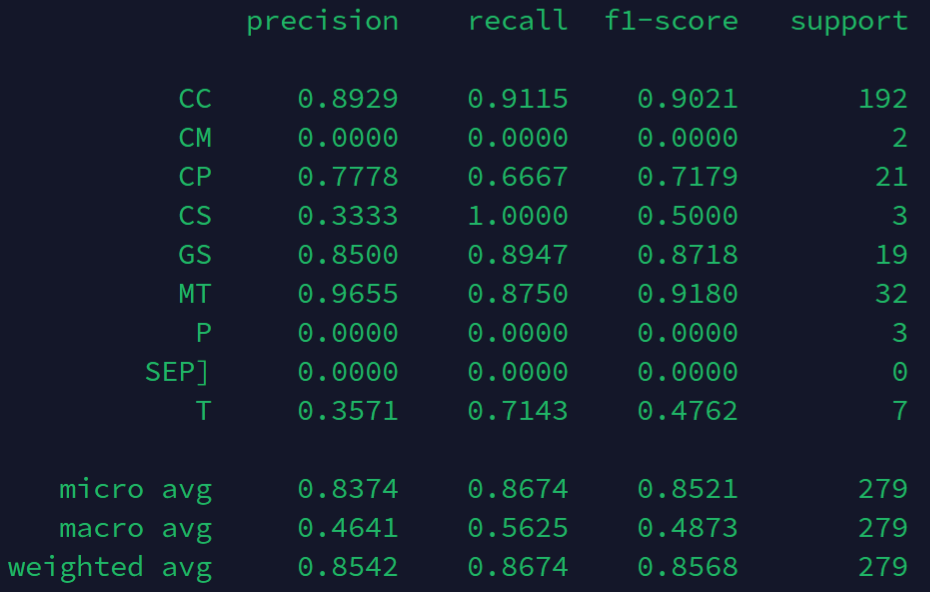 precision recall f1-score support
CC 0.8929 0.9115 0.9021 192
CM 0.0000 0.0000 0.0000 2
CP 0.7778 0.6667 0.7179 21
CS 0.3333 1.0000 0.5000 3
GS 0.8500 0.8947 0.8718 19
MT 0.9655 0.8750 0.9180 32
P 0.0000 0.0000 0.0000 3
SEP] 0.0000 0.0000 0.0000 0
T 0.3571 0.7143 0.4762 7
micro avg 0.8374 0.8674 0.8521 279
macro avg 0.4641 0.5625 0.4873 279
weighted avg 0.8542 0.8674 0.8568 279